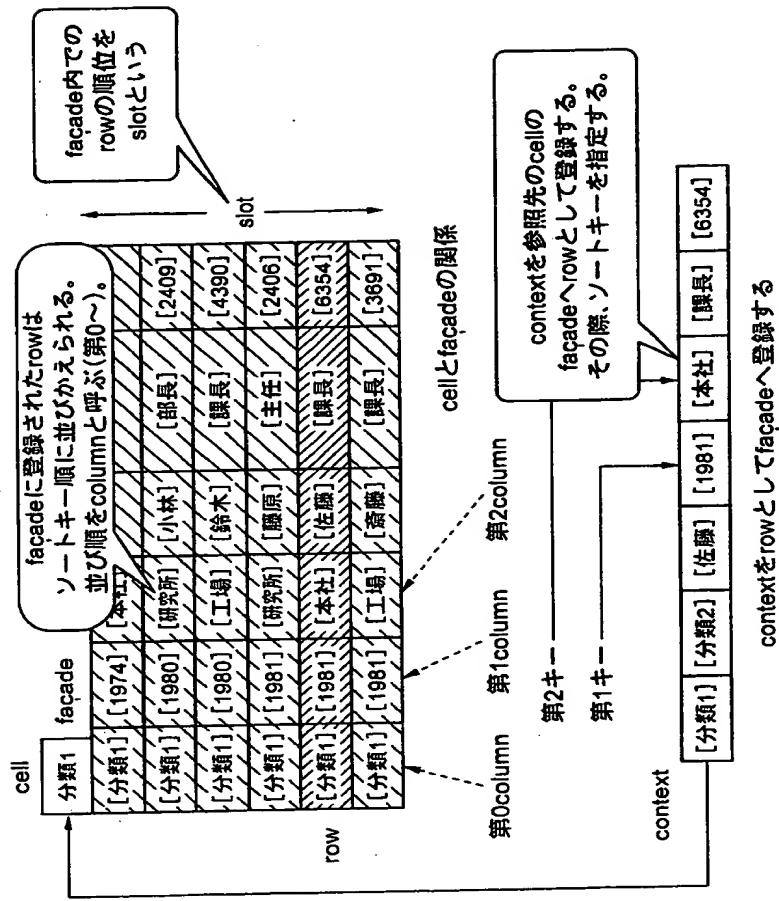 façade内での
rowの順位を
slotという
façadeに登録されたrowは
ソートキー順に並びかえられる。
並び順をcolumnと呼ぶ(第0~)。
cell
分類1
façade
[分類1] [1974] [本社]
[分類1] [1980] [研究所] [小林] [部長] [2409]
[分類1] [1980] [工場] [鈴木] [課長] [4390]
[分類1] [1981] [研究所] [藤原] [主任] [2406]
[分類1] [1981] [本社] [佐藤] [課長] [6354]
[分類1] [1981] [工場] [斎藤] [課長] [3691]
row
slot
第0column
第1column
第2column
cellとfaçadeの関係
第2キー
第1キー
contextを参照先のcellの
façadeへrowとして登録する。
その際、ソートキーを指定する。
context
[分類1] [分類2] [佐藤] [1981] [本社] [課長] [6354]
contextをrowとしてfaçadeへ登録する